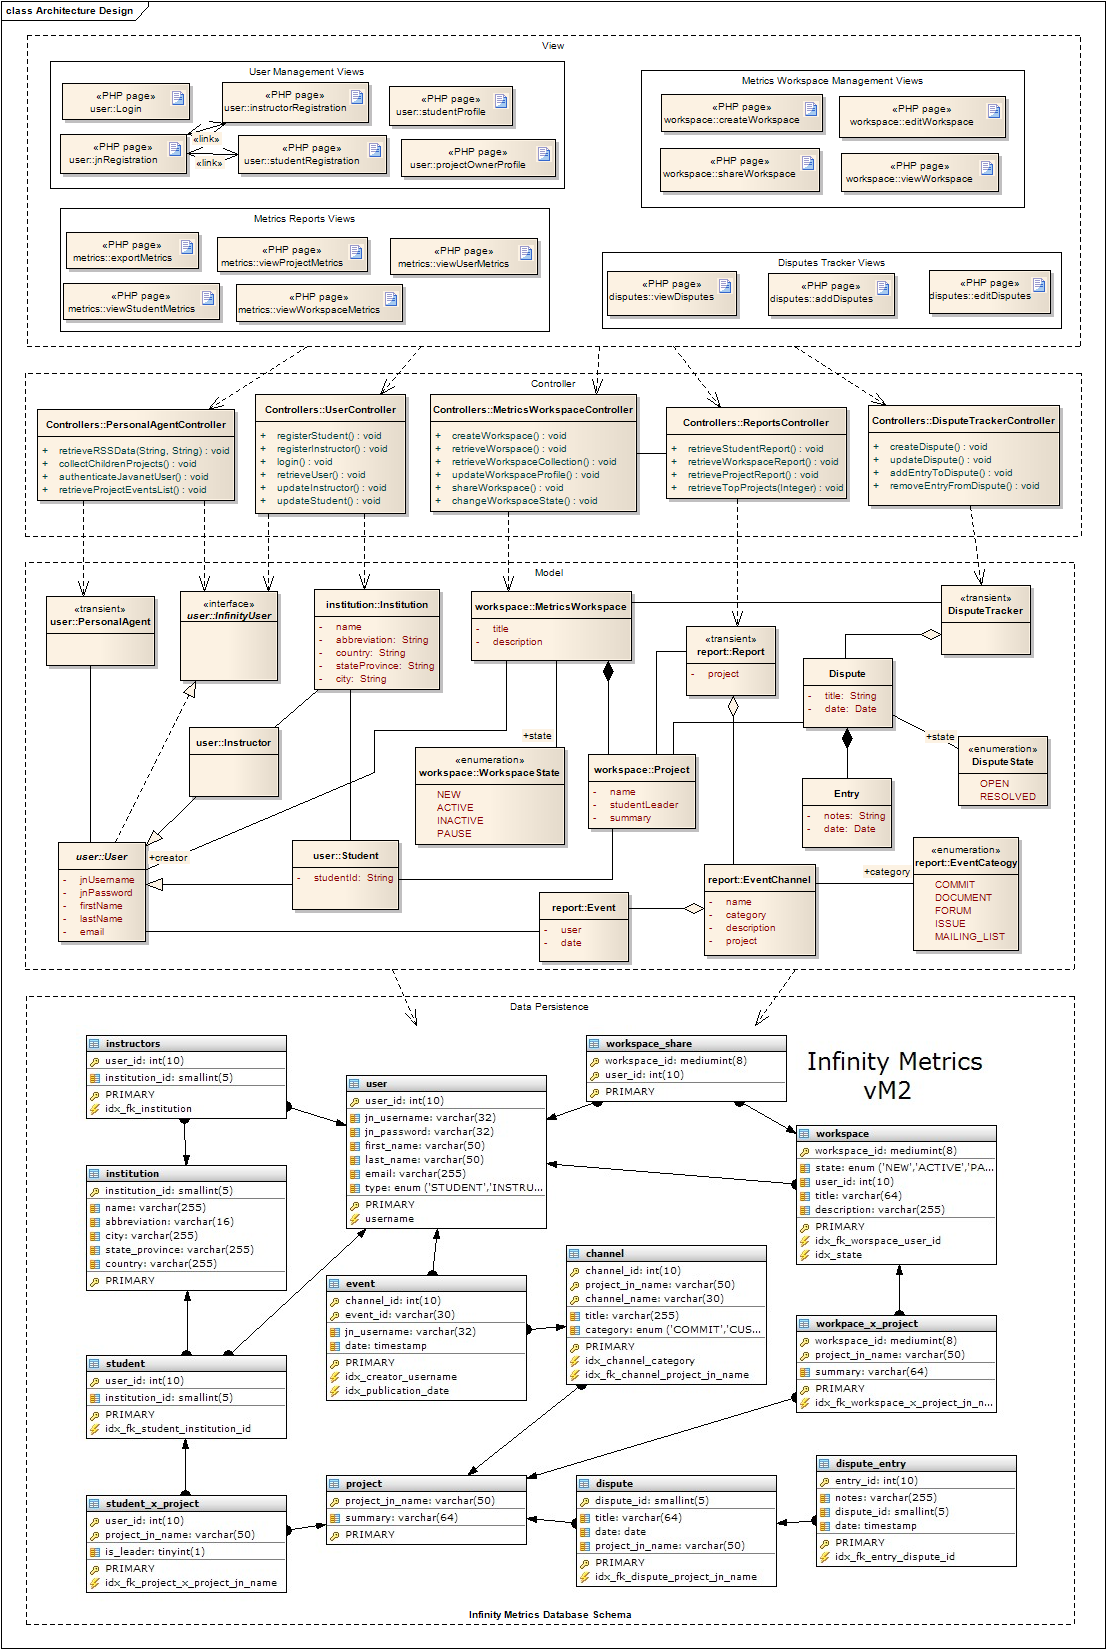 class Architecture Design
View
User Management Views
«PHP page»
user::Login
«PHP page»
user::instructorRegistration
«PHP page»
user::studentProfile
«link»
«PHP page»
user::jnRegistration
«link»
«PHP page»
user::studentRegistration
«PHP page»
user::projectOwnerProfile
Metrics Workspace Management Views
«PHP page»
workspace::createWorkspace
«PHP page»
workspace::editWorkspace
«PHP page»
workspace::shareWorkspace
«PHP page»
workspace::viewWorkspace
Metrics Reports Views
«PHP page»
metrics::exportMetrics
«PHP page»
metrics::viewProjectMetrics
«PHP page»
metrics::viewUserMetrics
«PHP page»
metrics::viewStudentMetrics
«PHP page»
metrics::viewWorkspaceMetrics
Disputes Tracker Views
«PHP page»
disputes::viewDisputes
«PHP page»
disputes::addDisputes
«PHP page»
disputes::editDisputes
Controller
Controllers::PersonalAgentController
+ retrieveRSSData(String, String) : void
+ collectChildrenProjects() : void
+ authenticateJavanetUser() : void
+ retrieveProjectEventsList() : void
Controllers::UserController
+ registerStudent() : void
+ registerInstructor() : void
+ login() : void
+ retrieveUser() : void
+ updateInstructor() : void
+ updateStudent() : void
Controllers::MetricsWorkspaceController
+ createWorkspace() : void
+ retrieveWorspace() : void
+ retrieveWorkspaceCollection() : void
+ updateWorkspaceProfile() : void
+ shareWorkspace() : void
+ changeWorkspaceState() : void
Controllers::ReportsController
+ retrieveStudentReport() : void
+ retrieveWorkspaceReport() : void
+ retrieveProjectReport() : void
+ retrieveTopProjects(Integer) : void
Controllers::DisputeTrackerController
+ createDispute() : void
+ updateDispute() : void
+ addEntryToDispute() : void
+ removeEntryFromDispute() : void
Model
«transient»
user::PersonalAgent
«interface»
user::InfinityUser
institution::Institution
- name
- abbreviation: String
- country: String
- stateProvince: String
- city: String
workspace::MetricsWorkspace
- title
- description
«transient»
report::Report
- project
«transient»
DisputeTracker
Dispute
- title: String
- date: Date
user::Instructor
+state
«enumeration»
workspace::WorkspaceState
NEW
ACTIVE
INACTIVE
PAUSE
workspace::Project
- name
- studentLeader
- summary
+state
«enumeration»
DisputeState
OPEN
RESOLVED
Entry
- notes: String
- date: Date
user::User
- jnUsername
- jnPassword
- firstName
- lastName
- email
+creator
user::Student
- studentId: String
report::Event
- user
- date
report::EventChannel
- name
- category
- description
- project
+category
«enumeration»
report::EventCateogy
COMMIT
DOCUMENT
FORUM
ISSUE
MAILING_LIST
Data Persistence
Infinity Metrics
vM2
instructors
user_id: int(10)
institution_id: smallint(5)
PRIMARY
idx_fk_institution
user
user_id: int(10)
jn_username: varchar(32)
jn_password: varchar(32)
first_name: varchar(50)
last_name: varchar(50)
email: varchar(255)
type: enum ('STUDENT','INSTRU...
PRIMARY
username
workspace_share
workspace_id: mediumint(8)
user_id: int(10)
PRIMARY
workspace
workspace_id: mediumint(8)
state: enum ('NEW','ACTIVE','PA...
user_id: int(10)
title: varchar(64)
description: varchar(255)
PRIMARY
idx_fk_worspace_user_id
idx_state
institution
institution_id: smallint(5)
name: varchar(255)
abbreviation: varchar(16)
city: varchar(255)
state_province: varchar(255)
country: varchar(255)
PRIMARY
event
channel_id: int(10)
event_id: varchar(30)
jn_username: varchar(32)
date: timestamp
PRIMARY
idx_creator_username
idx_publication_date
channel
channel_id: int(10)
project_jn_name: varchar(50)
channel_name: varchar(30)
title: varchar(255)
category: enum ('COMMIT','CUS...
PRIMARY
idx_channel_category
idx_fk_channel_project_jn_name
workpace_x_project
workspace_id: mediumint(8)
project_jn_name: varchar(50)
summary: varchar(64)
PRIMARY
idx_fk_workspace_x_project_jn_n...
student
user_id: int(10)
institution_id: smallint(5)
PRIMARY
idx_fk_student_institution_id
student_x_project
user_id: int(10)
project_jn_name: varchar(50)
is_leader: tinyint(1)
PRIMARY
idx_fk_project_x_project_jn_name
project
project_jn_name: varchar(50)
summary: varchar(64)
PRIMARY
dispute
dispute_id: smallint(5)
title: varchar(64)
date: date
project_jn_name: varchar(50)
PRIMARY
idx_fk_dispute_project_jn_name
dispute_entry
entry_id: int(10)
notes: varchar(255)
dispute_id: smallint(5)
date: timestamp
PRIMARY
idx_fk_entry_dispute_id
Infinity Metrics Database Schema